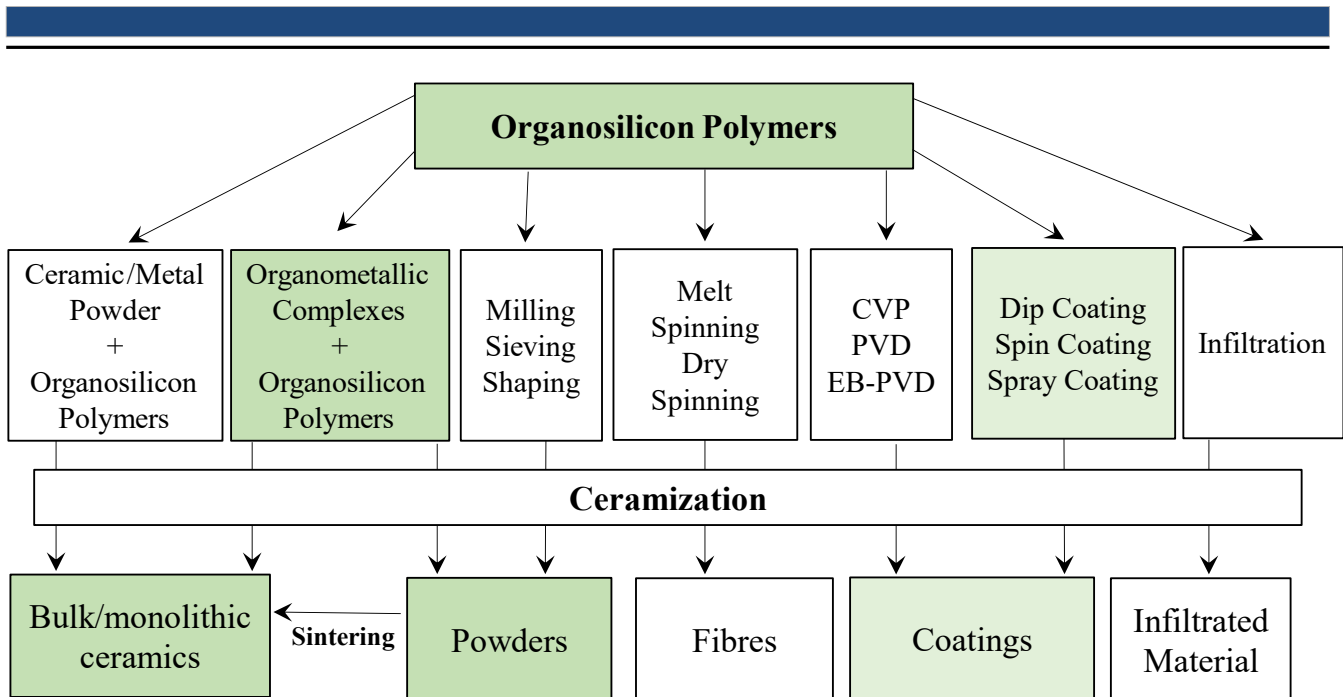 Organosilicon Polymers
Ceramic/Metal
Powder
+
Organosilicon
Polymers
Organometallic
Complexes
+
Organosilicon
Polymers
Milling
Sieving
Shaping
Melt
Spinning
Dry
Spinning
CVP
PVD
EB-PVD
Dip Coating
Spin Coating
Spray Coating
Infiltration
Ceramization
Bulk/monolithic
ceramics
Sintering
Powders
Fibres
Coatings
Infiltrated
Material